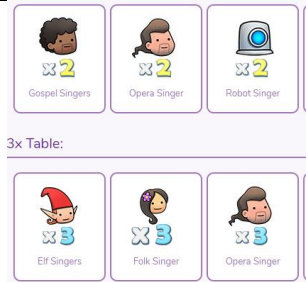 x2 x2 x2
Gospel Singers Opera Singer Robot Singer
3x Table:
x3 x3 x3
Elf Singers Folk Singer Opera Singer